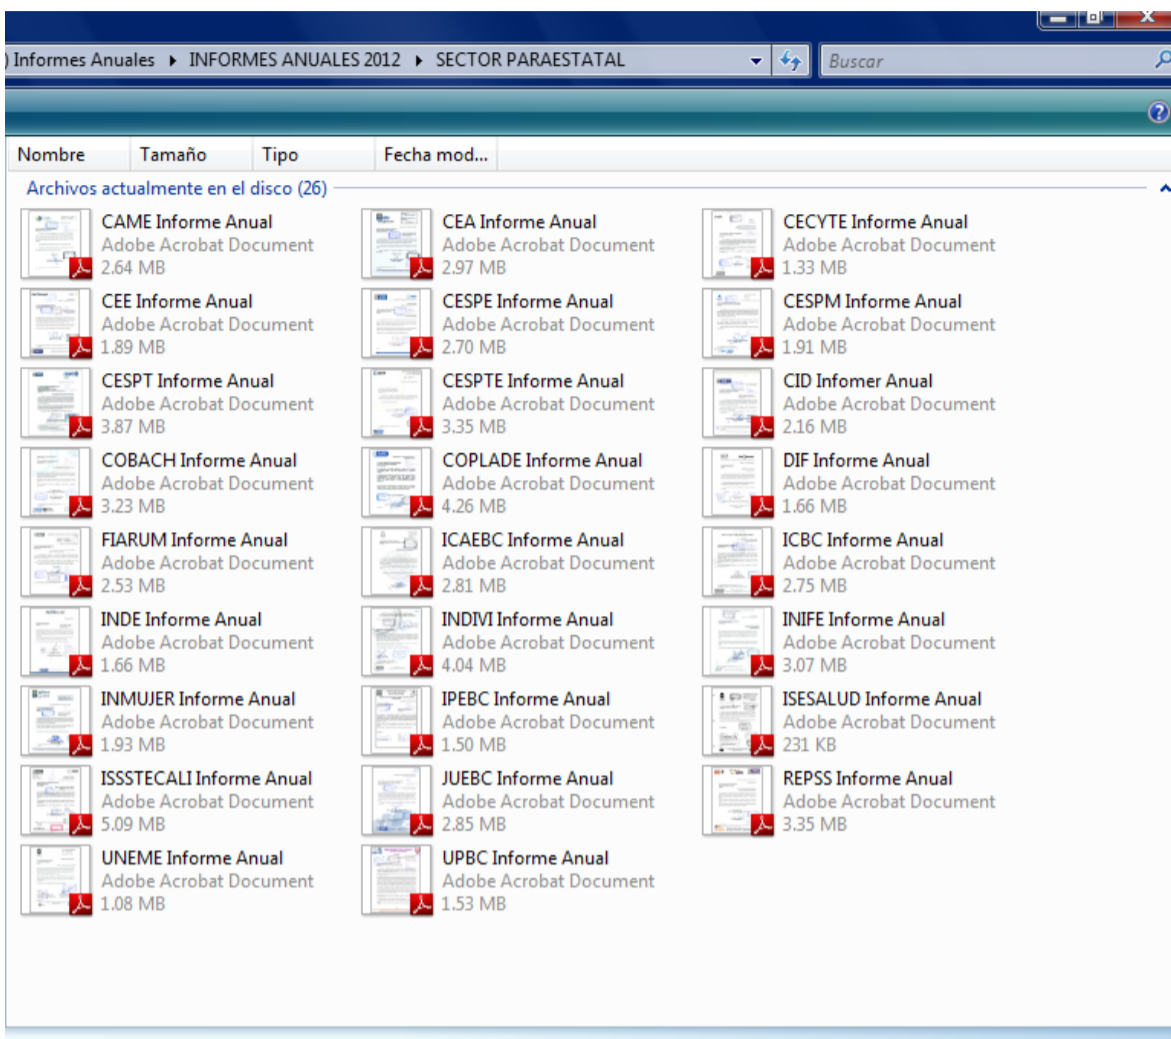 ) Informes Anuales ▸ INFORMES ANUALES 2012 ▸ SECTOR PARAESTATAL
Buscar
Nombre Tamaño Tipo Fecha mod...
Archivos actualmente en el disco (26)
CAME Informe Anual
Adobe Acrobat Document
2.64 MB
CEA Informe Anual
Adobe Acrobat Document
2.97 MB
CECYTE Informe Anual
Adobe Acrobat Document
1.33 MB
CEE Informe Anual
Adobe Acrobat Document
1.89 MB
CESPE Informe Anual
Adobe Acrobat Document
2.70 MB
CESPM Informe Anual
Adobe Acrobat Document
1.91 MB
CESPT Informe Anual
Adobe Acrobat Document
3.87 MB
CESPTE Informe Anual
Adobe Acrobat Document
3.35 MB
CID Infomer Anual
Adobe Acrobat Document
2.16 MB
COBACH Informe Anual
Adobe Acrobat Document
3.23 MB
COPLADE Informe Anual
Adobe Acrobat Document
4.26 MB
DIF Informe Anual
Adobe Acrobat Document
1.66 MB
FIARUM Informe Anual
Adobe Acrobat Document
2.53 MB
ICAEBC Informe Anual
Adobe Acrobat Document
2.81 MB
ICBC Informe Anual
Adobe Acrobat Document
2.75 MB
INDE Informe Anual
Adobe Acrobat Document
1.66 MB
INDIVI Informe Anual
Adobe Acrobat Document
4.04 MB
INIFE Informe Anual
Adobe Acrobat Document
3.07 MB
INMUJER Informe Anual
Adobe Acrobat Document
1.93 MB
IPEBC Informe Anual
Adobe Acrobat Document
1.50 MB
ISESALUD Informe Anual
Adobe Acrobat Document
231 KB
ISSSTECALI Informe Anual
Adobe Acrobat Document
5.09 MB
JUEBC Informe Anual
Adobe Acrobat Document
2.85 MB
REPSS Informe Anual
Adobe Acrobat Document
3.35 MB
UNEME Informe Anual
Adobe Acrobat Document
1.08 MB
UPBC Informe Anual
Adobe Acrobat Document
1.53 MB